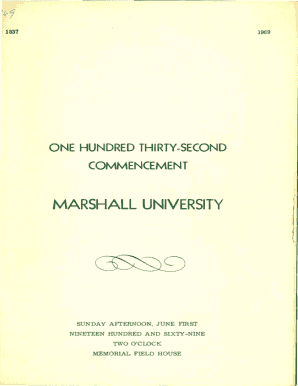 1837
1969
ONE HUNDRED THIRTY-SECOND
COMMENCEMENT
MARSHALL UNIVERSITY
SUNDAY AFTERNOON, JUNE FIRST
NINETEEN HUNDRED AND SIXTY-NINE
TWO O'CLOCK
MEMORIAL FIELD HOUSE